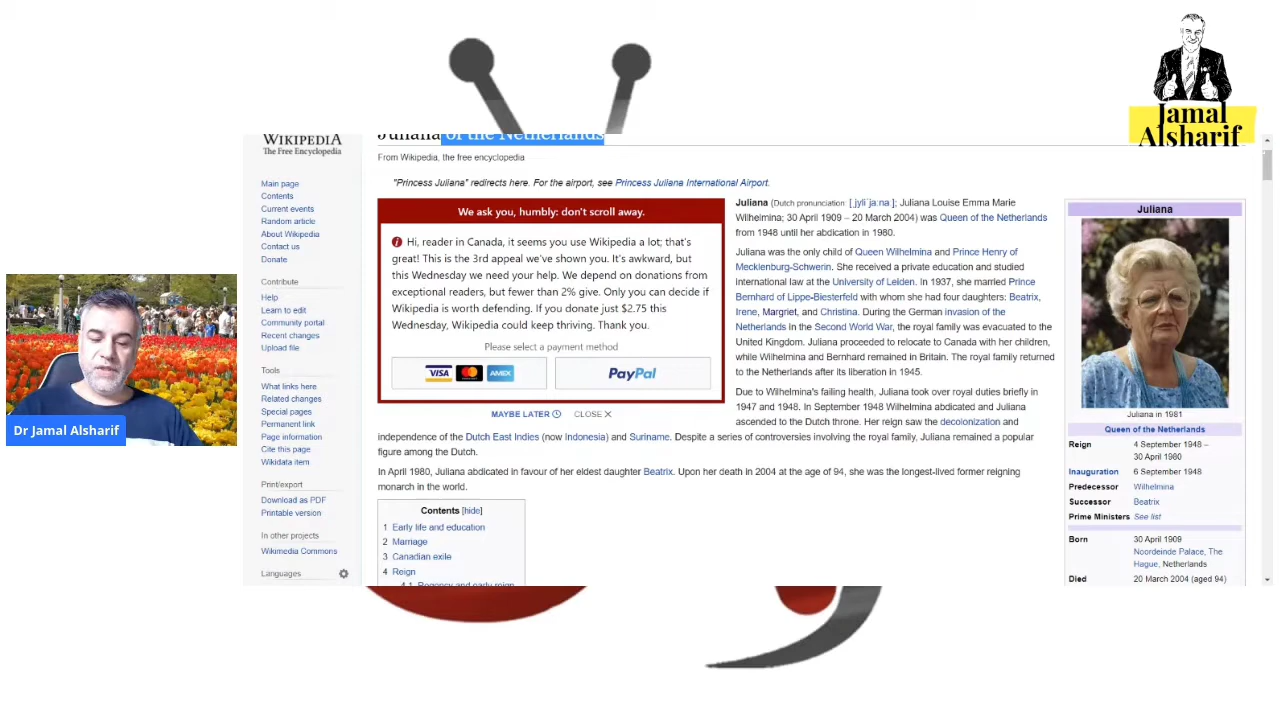 Jamal
Alsharif
Dr Jamal Alsharif
WIKIPEDIA
The Free Encyclopedia
Main page
Contents
Current events
Random article
About Wikipedia
Contact us
Donate
Contribute
Help
Learn to edit
Community portal
Recent changes
Upload file
Tools
What links here
Related changes
Special pages
Permanent link
Page information
Cite this page
Wikidata item
Print/export
Download as PDF
Printable version
In other projects
Wikimedia Commons
Languages
Juliana of the Netherlands
From Wikipedia, the free encyclopedia
"Princess Juliana" redirects here. For the airport, see Princess Juliana International Airport.
We ask you, humbly: don't scroll away.
Hi, reader in Canada, it seems you use Wikipedia a lot; that's
great! This is the 3rd appeal we've shown you. It's awkward, but
this Wednesday we need your help. We depend on donations from
exceptional readers, but fewer than 2% give. Only you can decide if
Wikipedia is worth defending. If you donate just $2.75 this
Wednesday, Wikipedia could keep thriving. Thank you.
Please select a payment method
VISA AMEX
PayPal
MAYBE LATER CLOSE X
Juliana (Dutch pronunciation: [ˌjyliˈjaːnaː]; Juliana Louise Emma Marie
Wilhelmina; 30 April 1909 – 20 March 2004) was Queen of the Netherlands
from 1948 until her abdication in 1980.
Juliana was the only child of Queen Wilhelmina and Prince Henry of
Mecklenburg-Schwerin. She received a private education and studied
international law at the University of Leiden. In 1937, she married Prince
Bernhard of Lippe-Biesterfeld with whom she had four daughters: Beatrix,
Irene, Margriet, and Christina. During the German invasion of the
Netherlands in the Second World War, the royal family was evacuated to the
United Kingdom. Juliana proceeded to relocate to Canada with her children,
while Wilhelmina and Bernhard remained in Britain. The royal family returned
to the Netherlands after its liberation in 1945.
Due to Wilhelmina's failing health, Juliana took over royal duties briefly in
1947 and 1948. In September 1948 Wilhelmina abdicated and Juliana
ascended to the Dutch throne. Her reign saw the decolonization and
independence of the Dutch East Indies (now Indonesia) and Suriname. Despite a series of controversies involving the royal family, Juliana remained a popular
figure among the Dutch.
In April 1980, Juliana abdicated in favour of her eldest daughter Beatrix. Upon her death in 2004 at the age of 94, she was the longest-lived former reigning
monarch in the world.
Contents [hide]
1 Early life and education
2 Marriage
3 Canadian exile
4 Reign
4.1 Regency and early reign
Juliana
Juliana in 1981
Queen of the Netherlands
Reign 4 September 1948 –
30 April 1980
Inauguration 6 September 1948
Predecessor Wilhelmina
Successor Beatrix
Prime Ministers See list
Born 30 April 1909
Noordeinde Palace, The
Hague, Netherlands
Died 20 March 2004 (aged 94)